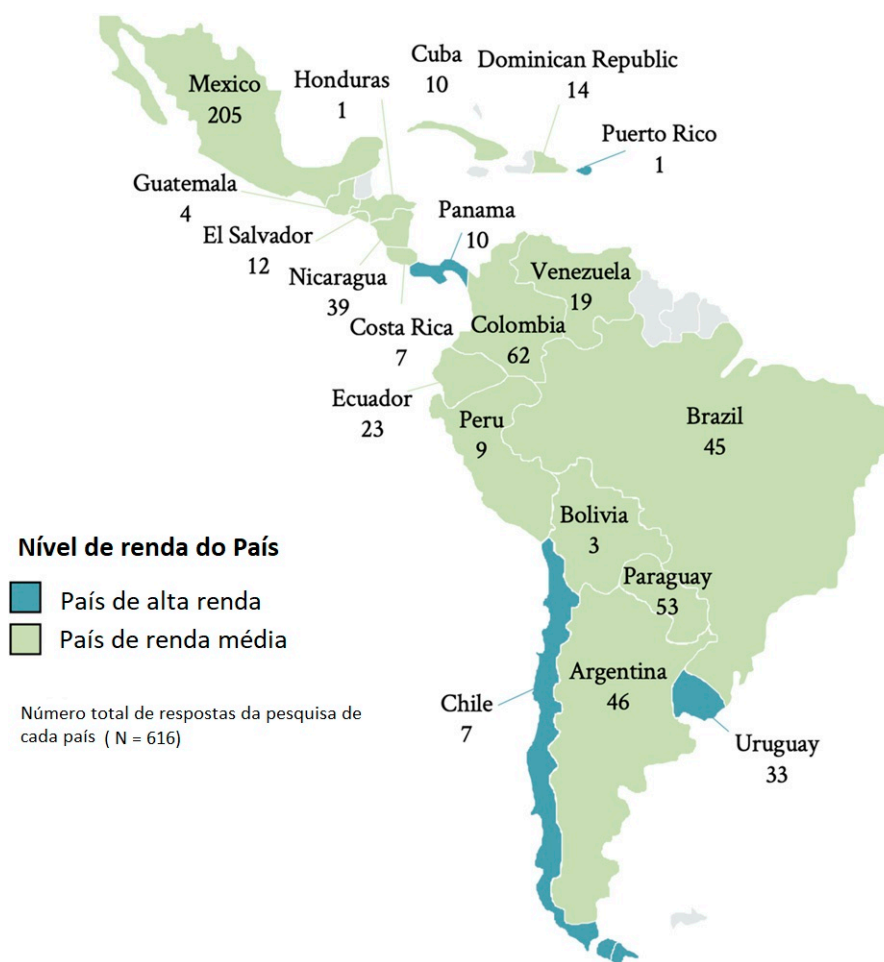 Cuba
10
Dominican Republic
14
Mexico
205
Honduras
1
Puerto Rico
1
Guatemala
4
Panama
10
El Salvador
12
Nicaragua
39
Venezuela
19
Costa Rica
7
Colombia
62
Ecuador
23
Peru
9
Brazil
45
Bolivia
3
Paraguay
53
Argentina
46
Chile
7
Uruguay
33
Nível de renda do País
País de alta renda
País de renda média
Número total de respostas da pesquisa de
cada país ( N = 616)